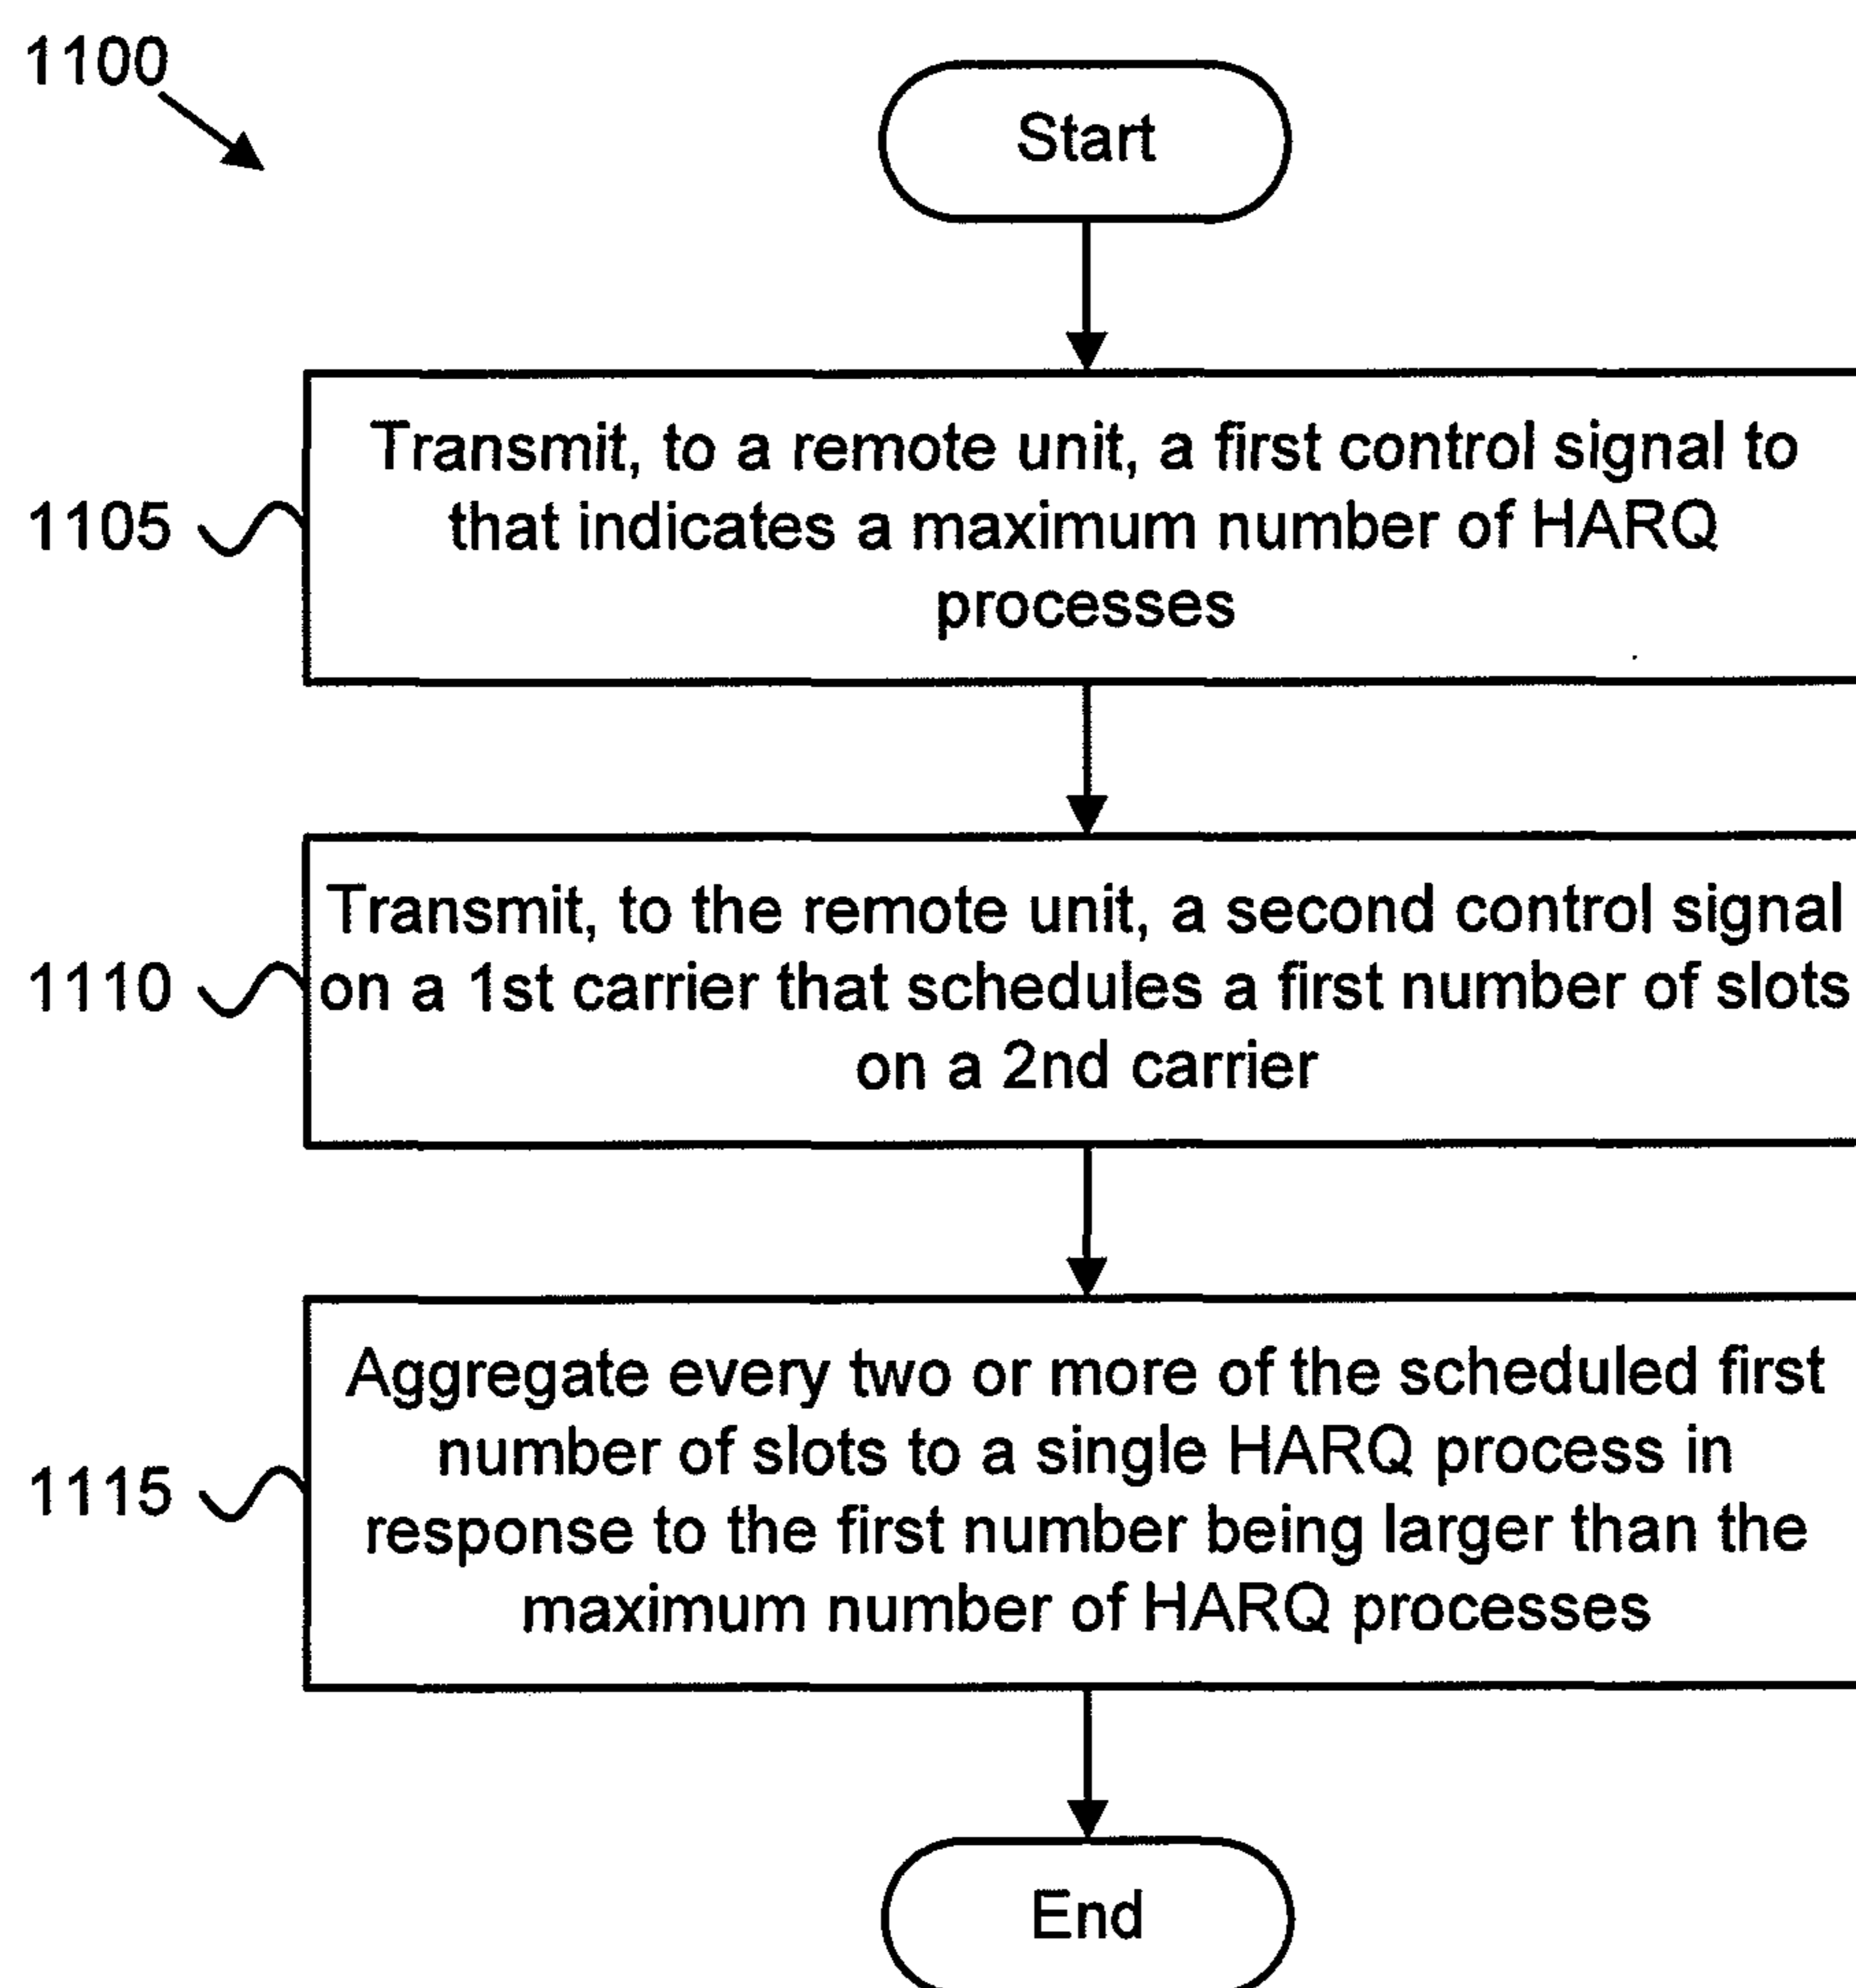 1100
Start
1105
Transmit, to a remote unit, a first control signal to
that indicates a maximum number of HARQ
processes
1110
Transmit, to the remote unit, a second control signal
on a 1st carrier that schedules a first number of slots
on a 2nd carrier
1115
Aggregate every two or more of the scheduled first
number of slots to a single HARQ process in
response to the first number being larger than the
maximum number of HARQ processes
End